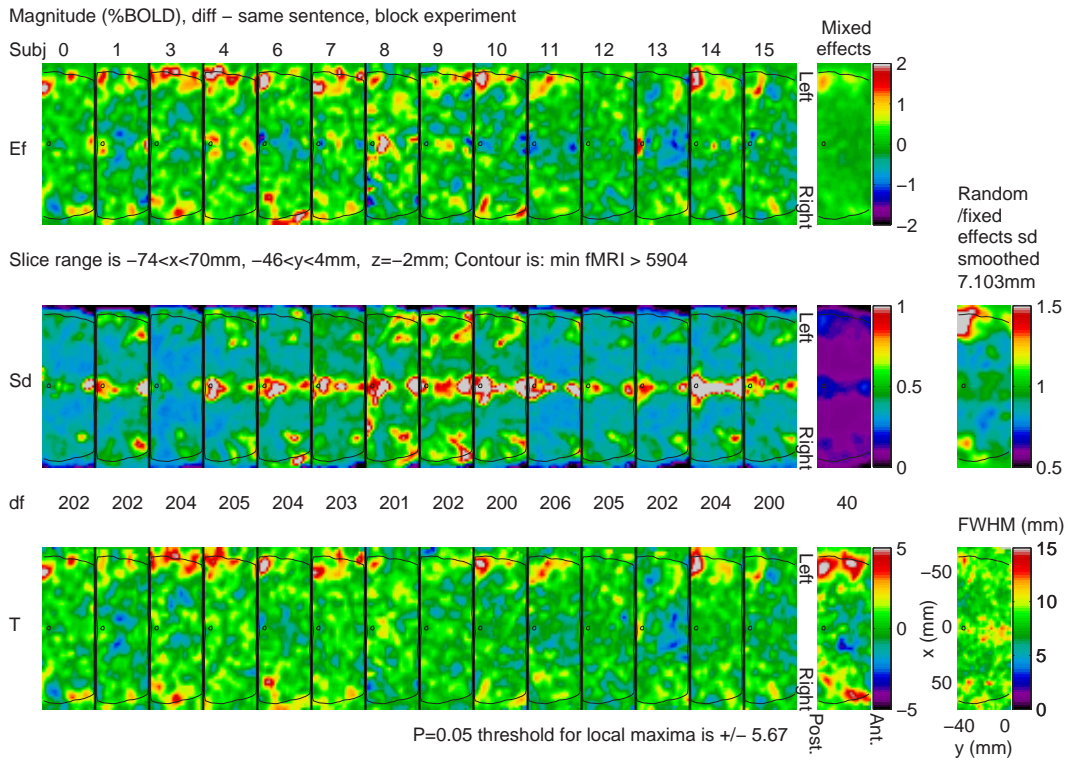 Magnitude (%BOLD), diff − same sentence, block experiment
Subj 0 1 3 4 6 7 8 9 10 11 12 13 14 15
Mixed
effects
Ef
Left
Right
2
1
0
−1
−2
Slice range is −74<x<70mm, −46<y<4mm, z=−2mm; Contour is: min fMRI > 5904
Random
/fixed
effects sd
smoothed
7.103mm
Sd
Left
Right
1
0.5
0
1.5
1
0.5
df 202 202 204 205 204 203 201 202 200 206 205 202 204 200 40
FWHM (mm)
T
Left
Right
5
0
−5
Post.
Ant.
x (mm)
−50
0
50
15
10
5
0
−40 0
y (mm)
P=0.05 threshold for local maxima is +/− 5.67